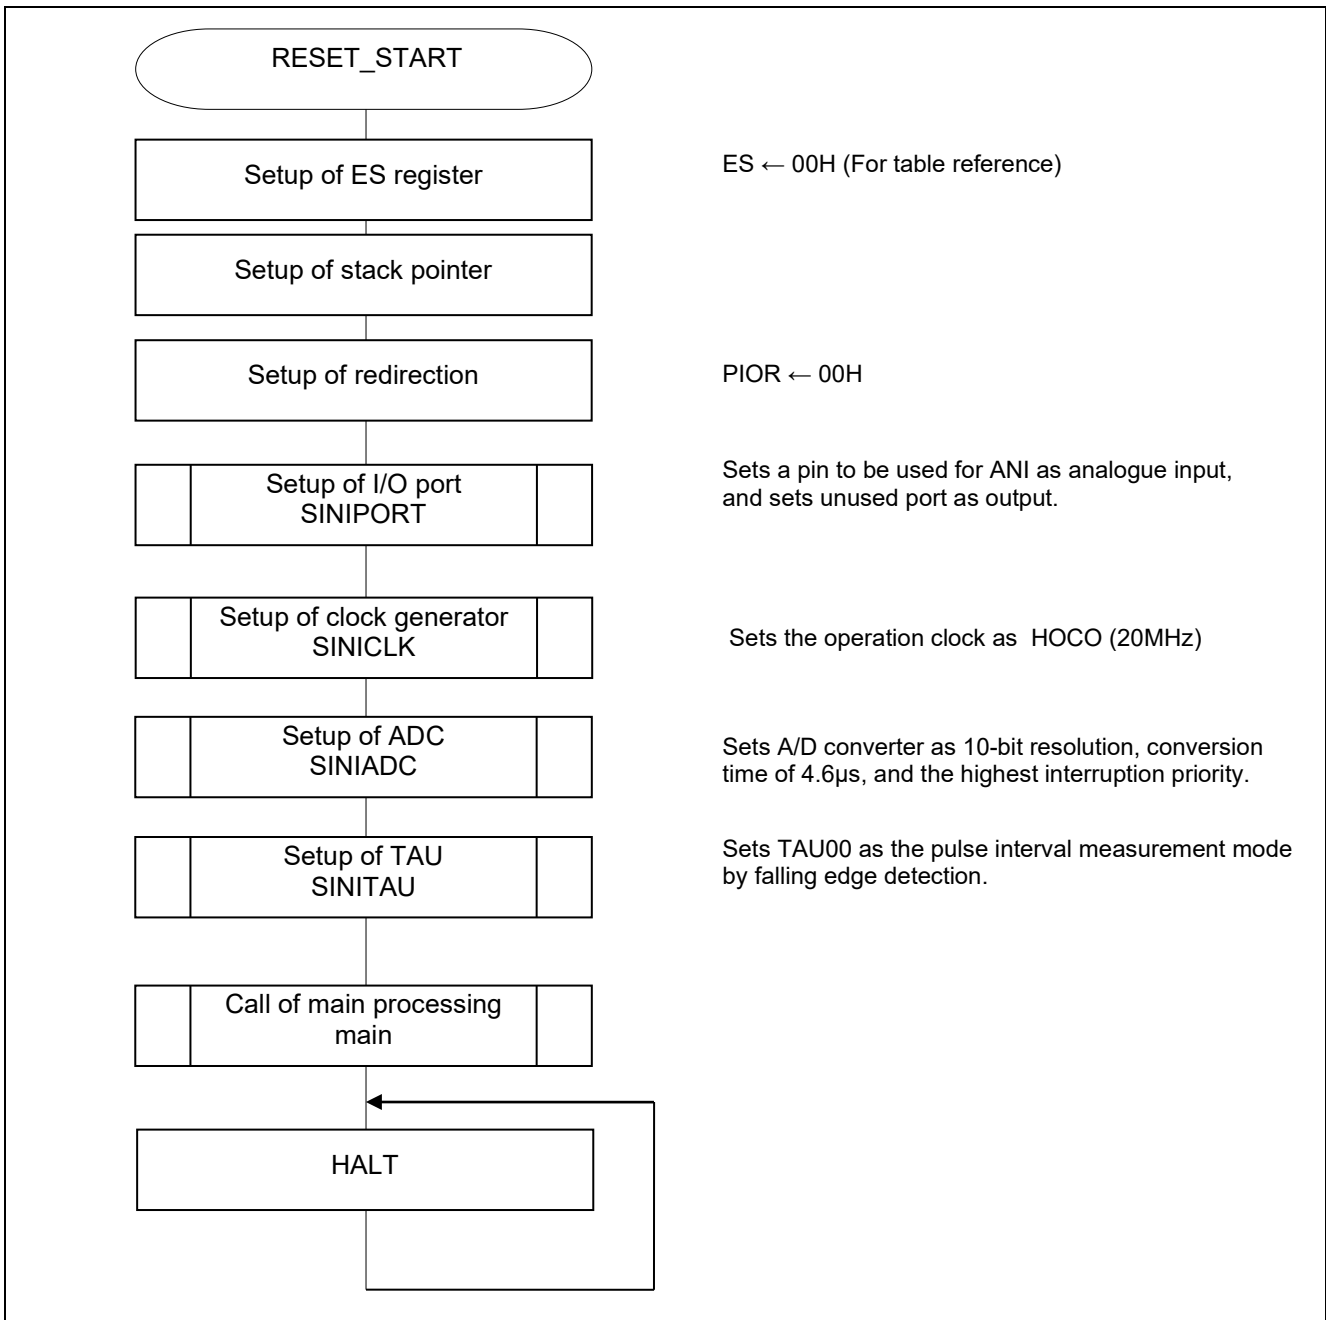 RESET_START
Setup of ES register
ES ← 00H (For table reference)
Setup of stack pointer
Setup of redirection
PIOR ← 00H
Setup of I/O port
SINIPORT
Sets a pin to be used for ANI as analogue input,
and sets unused port as output.
Setup of clock generator
SINICLK
Sets the operation clock as HOCO (20MHz)
Setup of ADC
SINIADC
Sets A/D converter as 10-bit resolution, conversion
time of 4.6µs, and the highest interruption priority.
Setup of TAU
SINITAU
Sets TAU00 as the pulse interval measurement mode
by falling edge detection.
Call of main processing
main
HALT